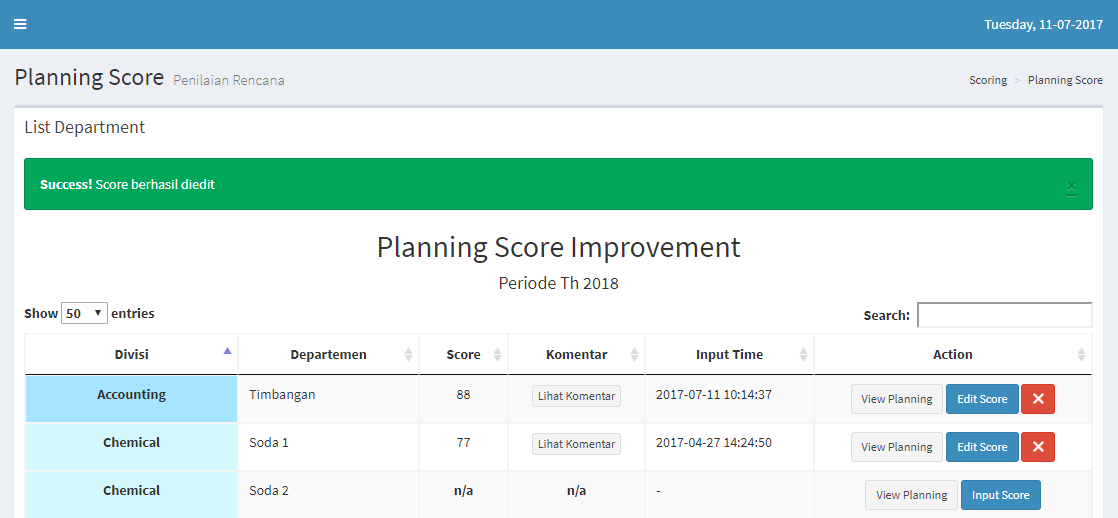 Tuesday, 11-07-2017
Planning Score Penilaian Rencana
Scoring > Planning Score
List Department
Success! Score berhasil diedit ×
Planning Score Improvement
Periode Th 2018
Show 50 entries Search:
Divisi Departemen Score Komentar Input Time Action
Accounting Timbangan 88 Lihat Komentar 2017-07-11 10:14:37 View Planning Edit Score ×
Chemical Soda 1 77 Lihat Komentar 2017-04-27 14:24:50 View Planning Edit Score ×
Chemical Soda 2 n/a n/a - View Planning Input Score